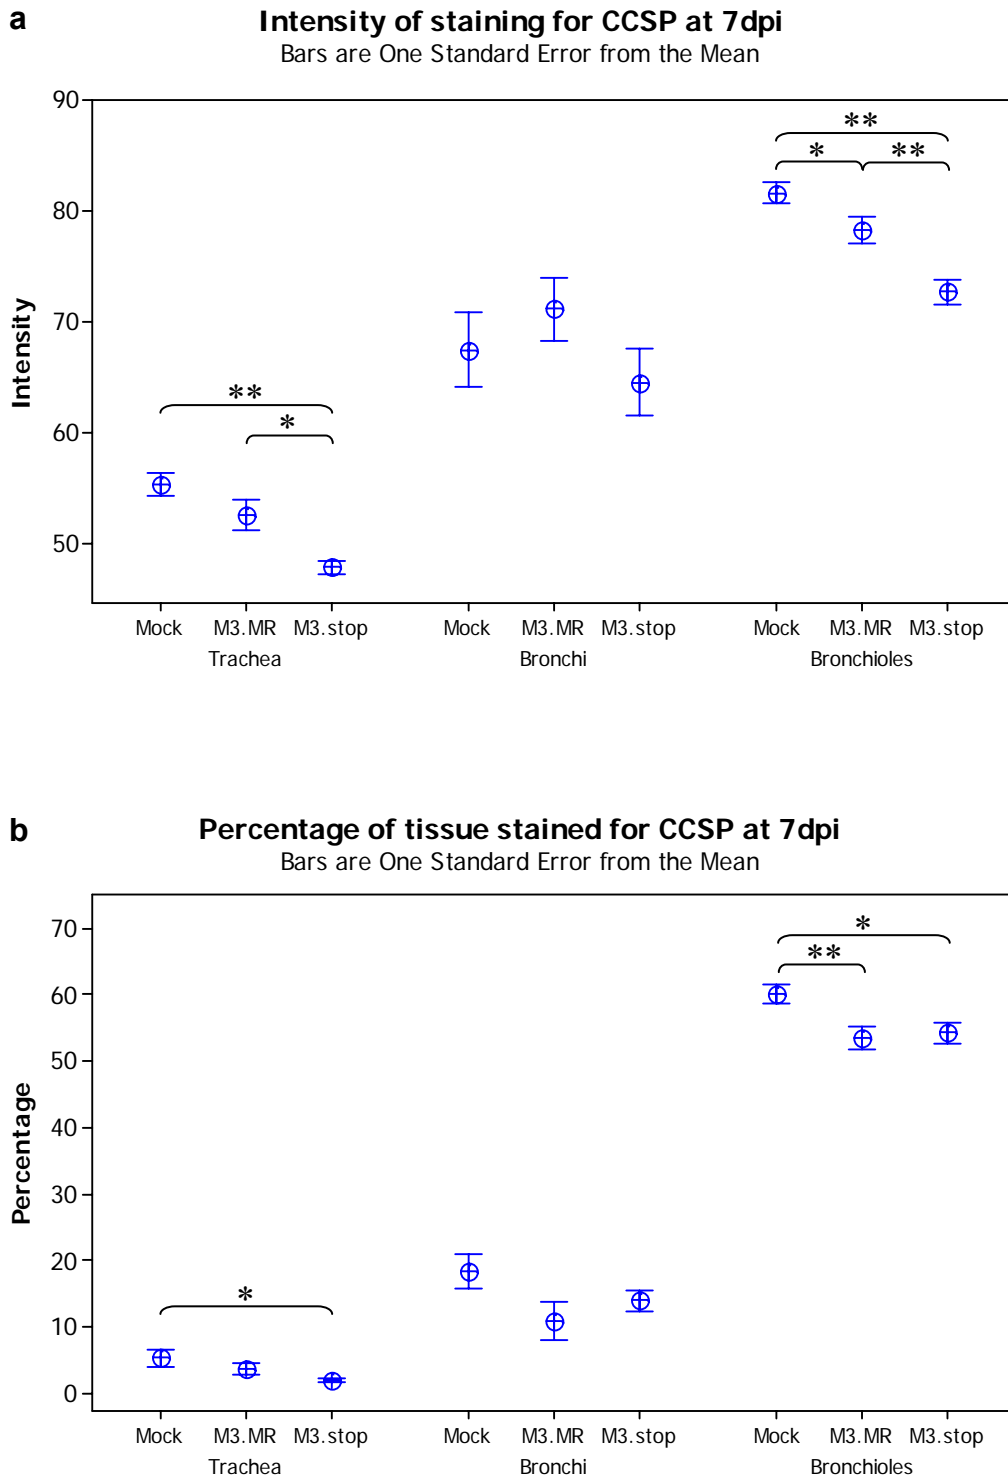 a
Intensity of staining for CCSP at 7dpi
Bars are One Standard Error from the Mean
90
80
70
60
50
Intensity
**
*
**
*
**
Mock M3.MR M3.stop Mock M3.MR M3.stop Mock M3.MR M3.stop
Trachea Bronchi Bronchioles
b
Percentage of tissue stained for CCSP at 7dpi
Bars are One Standard Error from the Mean
70
60
50
40
30
20
10
0
Percentage
*
*
**
Mock M3.MR M3.stop Mock M3.MR M3.stop Mock M3.MR M3.stop
Trachea Bronchi Bronchioles